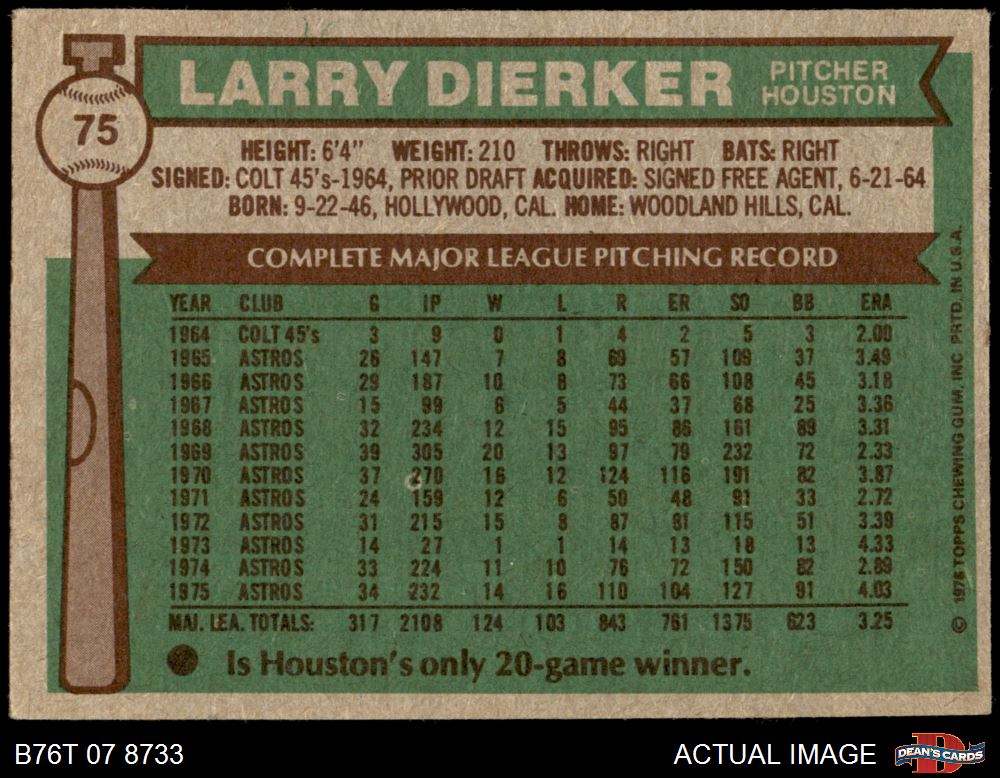 LARRY DIERKER
PITCHER
HOUSTON
75
HEIGHT: 6'4" WEIGHT: 210 THROWS: RIGHT BATS: RIGHT
SIGNED: COLT 45's-1964, PRIOR DRAFT ACQUIRED: SIGNED FREE AGENT, 6-21-64
BORN: 9-22-46, HOLLYWOOD, CAL. HOME: WOODLAND HILLS, CAL.
COMPLETE MAJOR LEAGUE PITCHING RECORD
YEAR CLUB G IP W L R ER SO BB ERA
1964 COLT 45's 3 9 0 1 4 2 5 3 2.00
1965 ASTROS 26 147 7 8 69 57 109 37 3.49
1966 ASTROS 29 187 10 8 73 66 108 45 3.18
1967 ASTROS 15 99 6 5 44 37 68 25 3.36
1968 ASTROS 32 234 12 15 95 86 161 89 3.31
1969 ASTROS 39 305 20 13 97 79 232 72 2.33
1970 ASTROS 37 270 16 12 124 116 191 82 3.87
1971 ASTROS 24 159 12 6 50 48 91 33 2.72
1972 ASTROS 31 215 15 8 87 81 115 51 3.39
1973 ASTROS 14 27 1 1 14 13 18 13 4.33
1974 ASTROS 33 224 11 10 76 72 150 82 2.89
1975 ASTROS 34 232 14 16 110 104 127 91 4.03
MAJ. LEA. TOTALS: 317 2108 124 103 843 761 1375 623 3.25
Is Houston's only 20-game winner.
© 1976 TOPPS CHEWING GUM, INC PRTD. IN U.S.A.
B76T 07 8733
ACTUAL IMAGE
DEAN'S CARDS